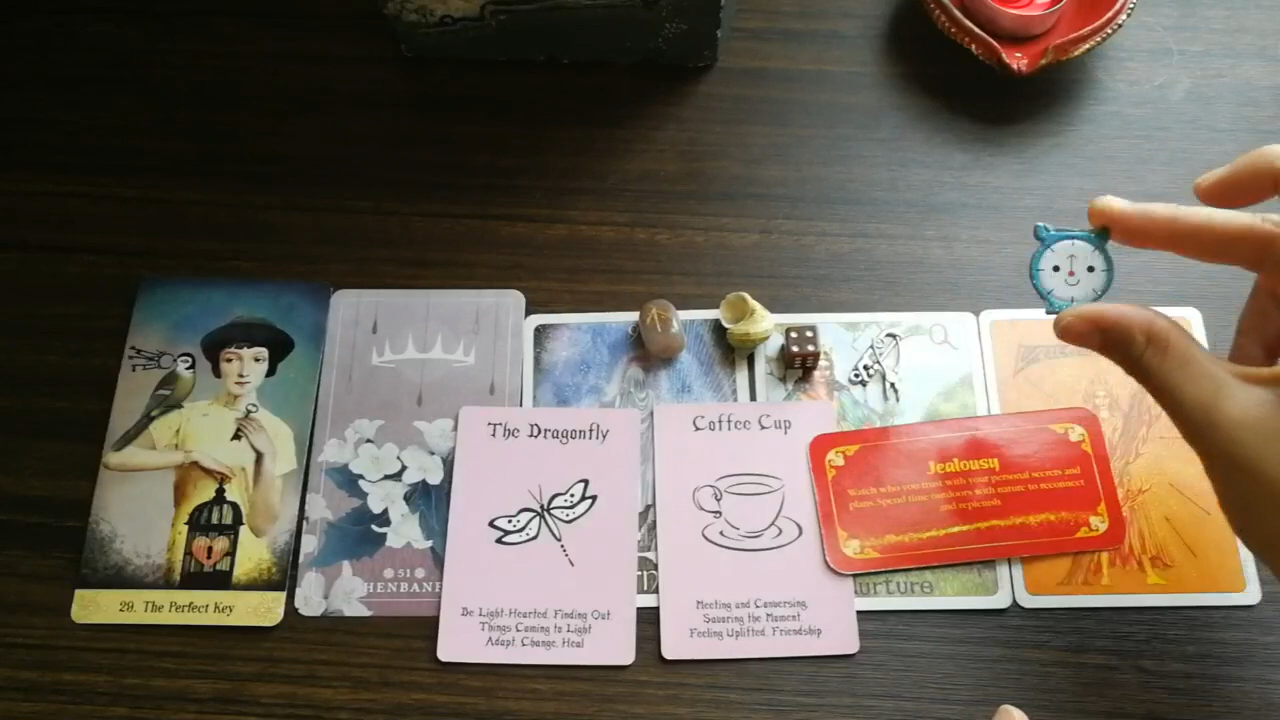 29. The Perfect Key
51
HENBANE
The Dragonfly
Be Light-Hearted, Finding Out
Things Coming to Light
Adapt, Change, Heal
Coffee Cup
Meeting and Conversing,
Savoring the Moment
Feeling Uplifted, Friendship
Jealousy
Watch who you trust with your personal secrets and
plans. Spend time outdoors with nature to reconnect
and replenish
Nurture